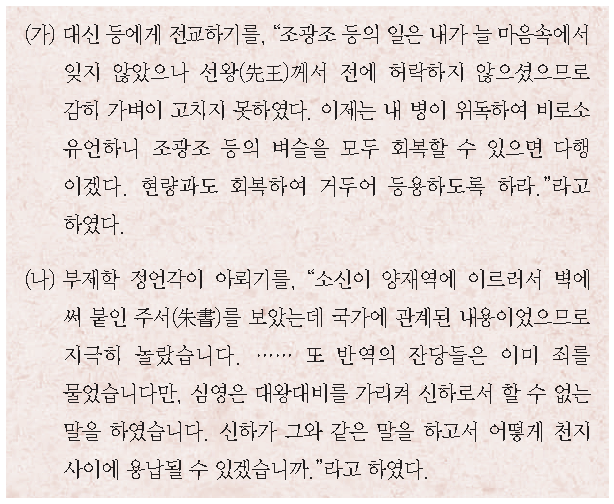 (가) 대신 등에게 전교하기를, “조광조 등의 일은 내가 늘 마음속에서
잊지 않았으나 선왕(先王)께서 전에 허락하지 않으셨으므로
감히 가벼이 고치지 못하였다. 이제는 내 병이 위독하여 비로소
유언하니 조광조 등의 벼슬을 모두 회복할 수 있으면 다행
이겠다. 현량과도 회복하여 거두어 등용하도록 하라.”라고
하였다.
(나) 부제학 정언각이 아뢰기를, “소신이 양재역에 이르러서 벽에
써 붙인 주서(朱書)를 보았는데 국가에 관계된 내용이었으므로
지극히 놀랐습니다. …… 또 반역의 잔당들은 이미 죄를
물었습니다만, 심영은 대왕대비를 가리켜 신하로서 할 수 없는
말을 하였습니다. 신하가 그와 같은 말을 하고서 어떻게 천지
사이에 용납될 수 있겠습니까.”라고 하였다.